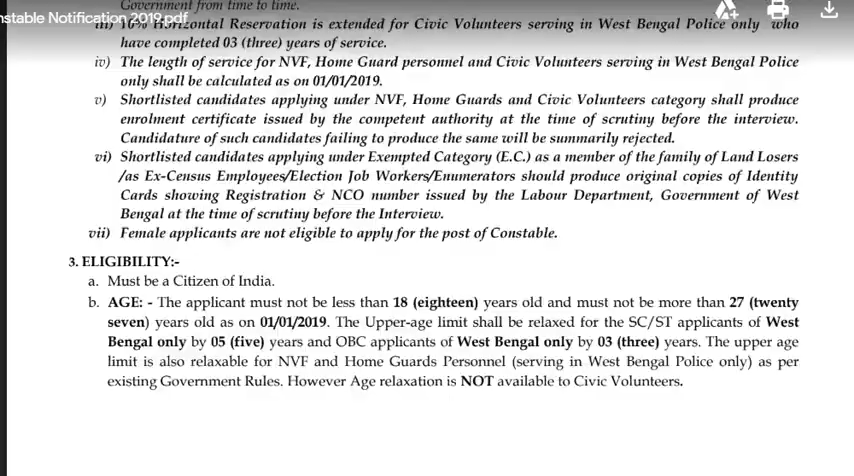 Government from time to time.
nstable Notification 2019.pdf
iii) 10% Horizontal Reservation is extended for Civic Volunteers serving in West Bengal Police only who
have completed 03 (three) years of service.
iv) The length of service for NVF, Home Guard personnel and Civic Volunteers serving in West Bengal Police
only shall be calculated as on 01/01/2019.
v) Shortlisted candidates applying under NVF, Home Guards and Civic Volunteers category shall produce
enrolment certificate issued by the competent authority at the time of scrutiny before the interview.
Candidature of such candidates failing to produce the same will be summarily rejected.
vi) Shortlisted candidates applying under Exempted Category (E.C.) as a member of the family of Land Losers
/as Ex-Census Employees/Election Job Workers/Enumerators should produce original copies of Identity
Cards showing Registration & NCO number issued by the Labour Department, Government of West
Bengal at the time of scrutiny before the Interview.
vii) Female applicants are not eligible to apply for the post of Constable.
3. ELIGIBILITY:-
a. Must be a Citizen of India.
b. AGE: - The applicant must not be less than 18 (eighteen) years old and must not be more than 27 (twenty
seven) years old as on 01/01/2019. The Upper-age limit shall be relaxed for the SC/ST applicants of West
Bengal only by 05 (five) years and OBC applicants of West Bengal only by 03 (three) years. The upper age
limit is also relaxable for NVF and Home Guards Personnel (serving in West Bengal Police only) as per
existing Government Rules. However Age relaxation is NOT available to Civic Volunteers.